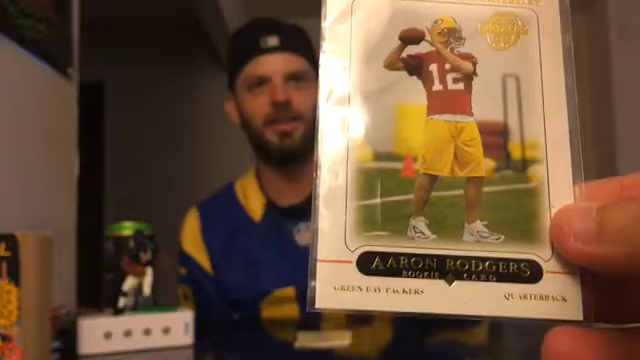 12
AARON RODGERS
ROOKIE CARD
GREEN BAY PACKERS QUARTERBACK